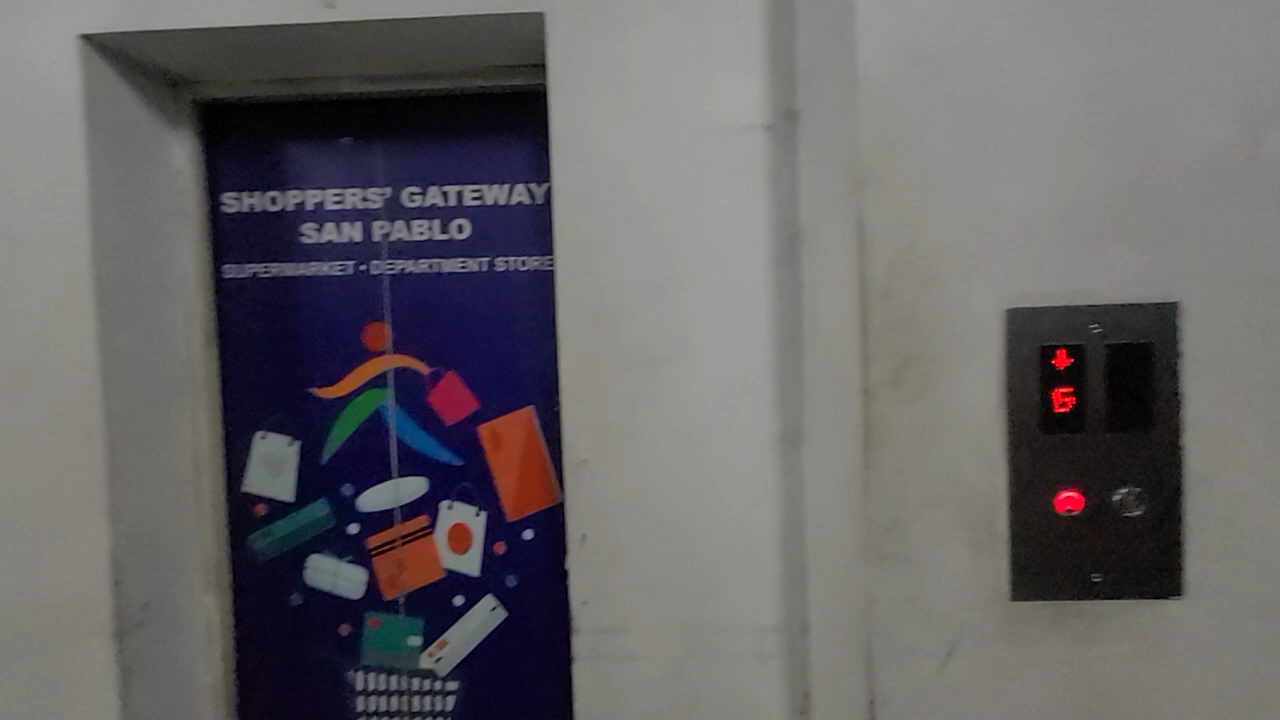 SHOPPERS' GATEWAY
SAN PABLO
SUPERMARKET • DEPARTMENT STORE
G